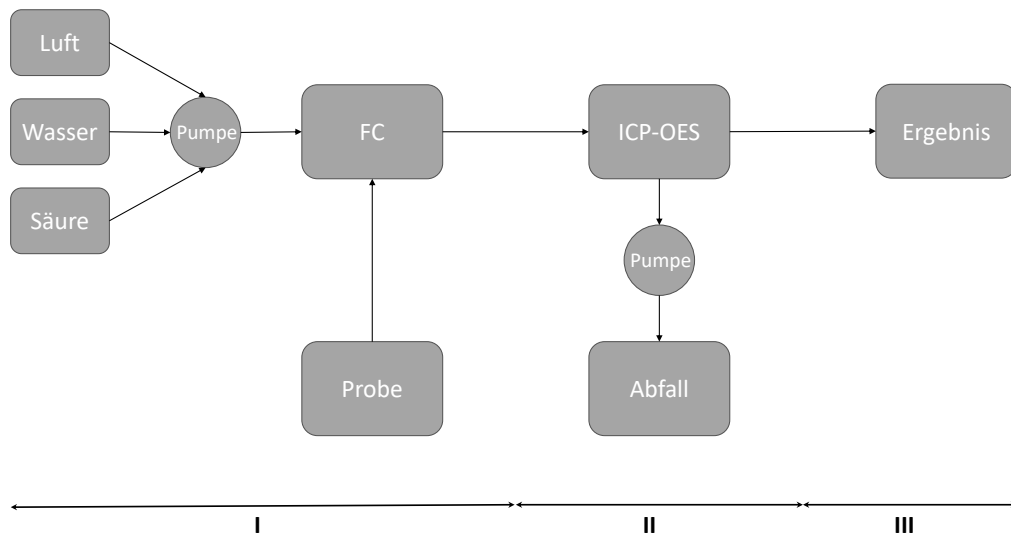 Luft
Wasser
Säure
Pumpe
FC
ICP-OES
Ergebnis
Pumpe
Probe
Abfall
I
II
III